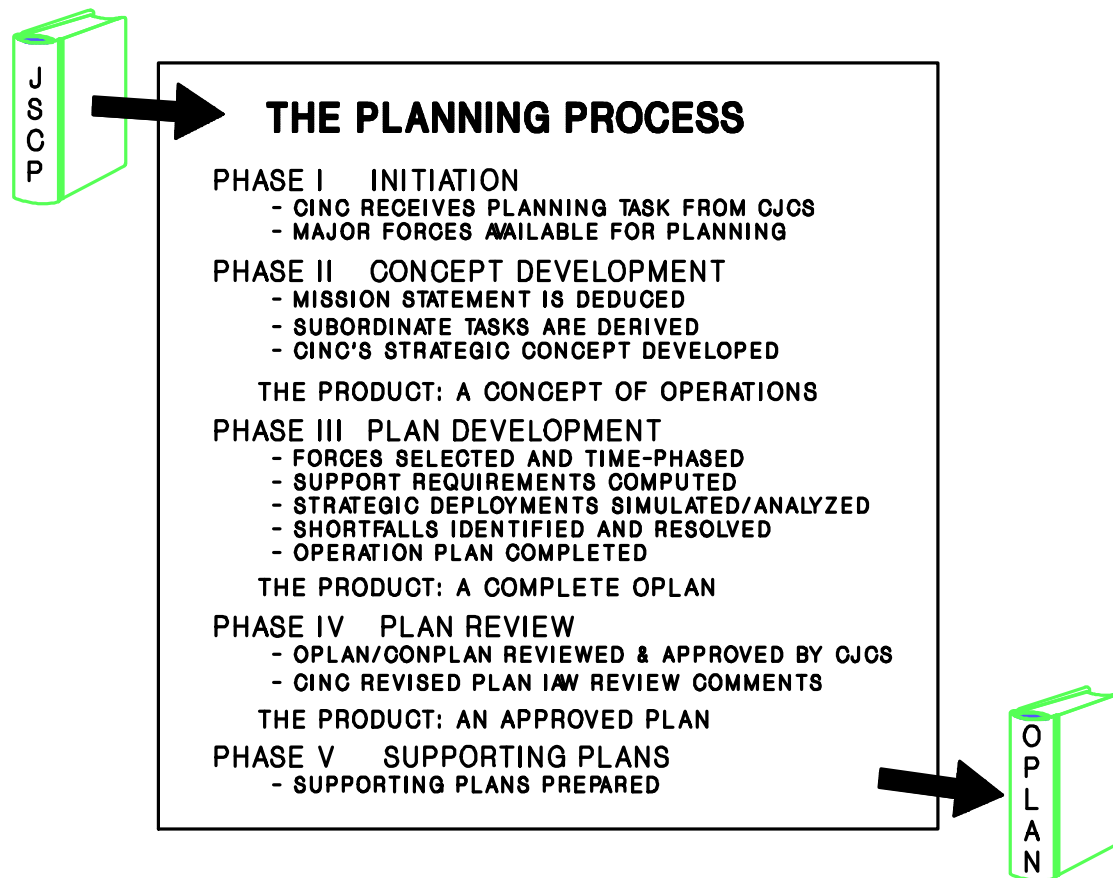 JSCP
THE PLANNING PROCESS
PHASE I INITIATION
- CINC RECEIVES PLANNING TASK FROM CJCS
- MAJOR FORCES AVAILABLE FOR PLANNING
PHASE II CONCEPT DEVELOPMENT
- MISSION STATEMENT IS DEDUCED
- SUBORDINATE TASKS ARE DERIVED
- CINC'S STRATEGIC CONCEPT DEVELOPED
THE PRODUCT: A CONCEPT OF OPERATIONS
PHASE III PLAN DEVELOPMENT
- FORCES SELECTED AND TIME-PHASED
- SUPPORT REQUIREMENTS COMPUTED
- STRATEGIC DEPLOYMENTS SIMULATED/ANALYZED
- SHORTFALLS IDENTIFIED AND RESOLVED
- OPERATION PLAN COMPLETED
THE PRODUCT: A COMPLETE OPLAN
PHASE IV PLAN REVIEW
- OPLAN/CONPLAN REVIEWED & APPROVED BY CJCS
- CINC REVISED PLAN IAW REVIEW COMMENTS
THE PRODUCT: AN APPROVED PLAN
PHASE V SUPPORTING PLANS
- SUPPORTING PLANS PREPARED
OPLAN